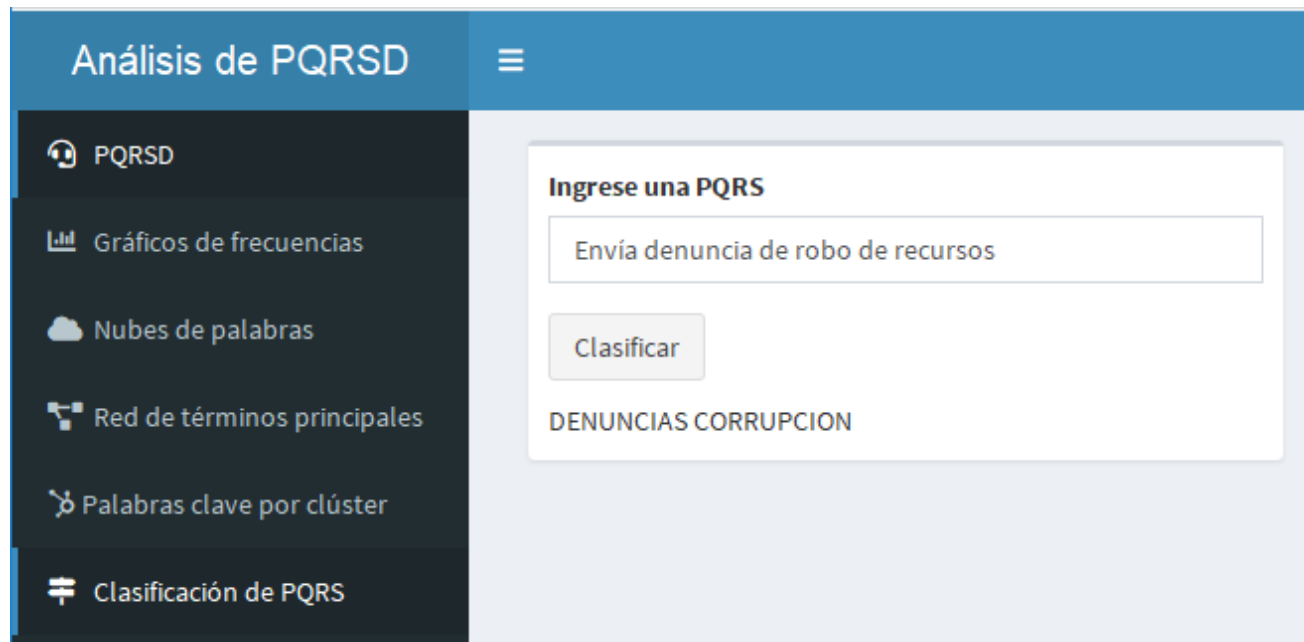 Análisis de PQRSD
PQRSD
Gráficos de frecuencias
Nubes de palabras
Red de términos principales
Palabras clave por clúster
Clasificación de PQRS
Ingrese una PQRS
Envía denuncia de robo de recursos
Clasificar
DENUNCIAS CORRUPCION